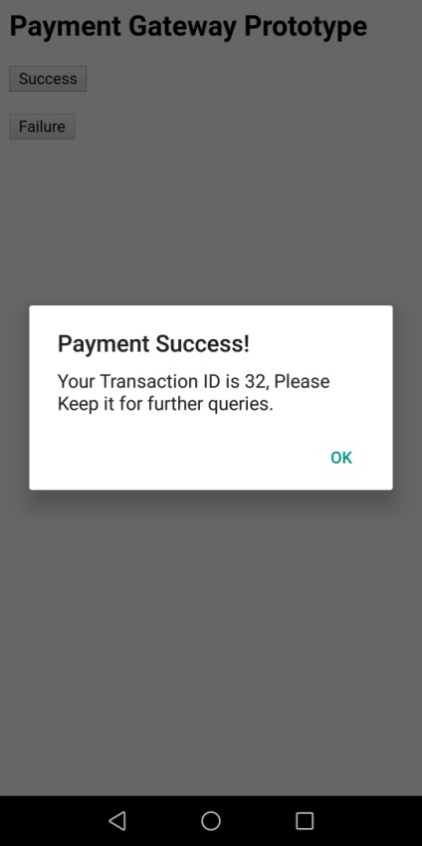 Payment Gateway Prototype
Success
Failure
Payment Success!
Your Transaction ID is 32, Please
Keep it for further queries.
OK